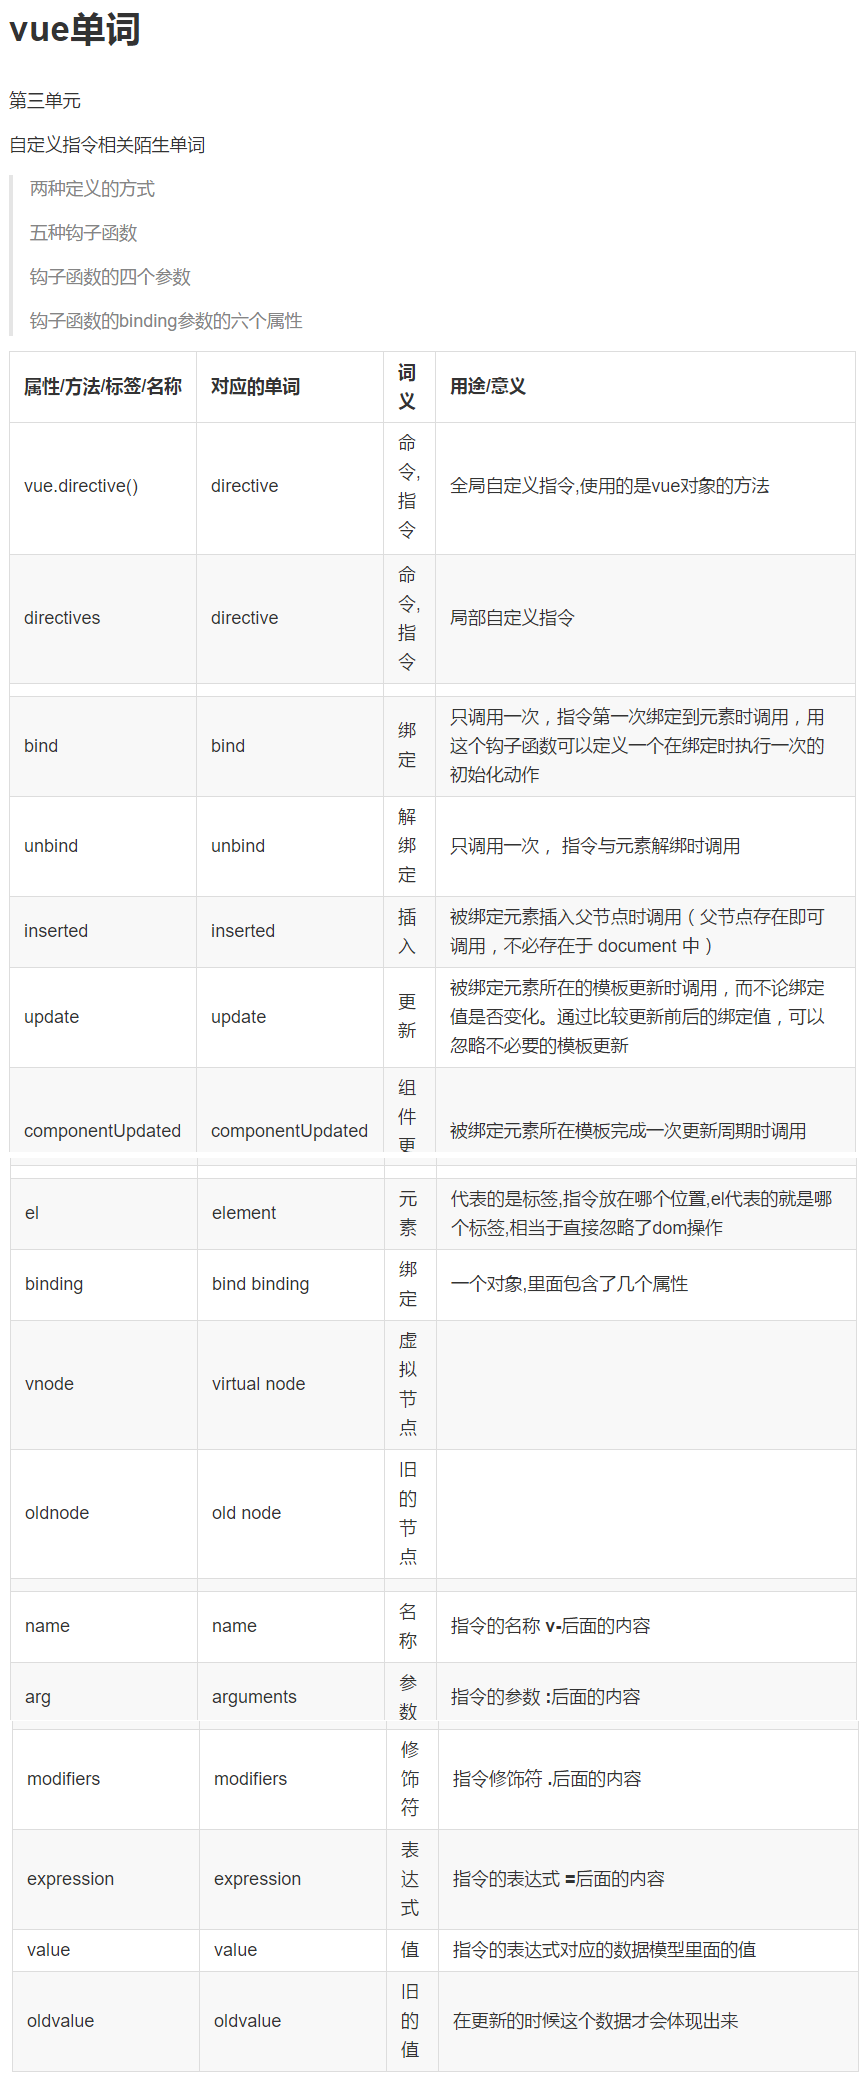 vue单词
第三单元
自定义指令相关陌生单词
两种定义的方式
五种钩子函数
钩子函数的四个参数
钩子函数的binding参数的六个属性
属性/方法/标签/名称 对应的单词 词义 用途/意义
vue.directive() directive 命令,指令 全局自定义指令,使用的是vue对象的方法
directives directive 命令,指令 局部自定义指令
bind bind 绑定 只调用一次，指令第一次绑定到元素时调用，用
这个钩子函数可以定义一个在绑定时执行一次的
初始化动作
unbind unbind 解绑定 只调用一次， 指令与元素解绑时调用
inserted inserted 插入 被绑定元素插入父节点时调用（父节点存在即可
调用，不必存在于 document 中）
update update 更新 被绑定元素所在的模板更新时调用，而不论绑定
值是否变化。通过比较更新前后的绑定值，可以
忽略不必要的模板更新
componentUpdated componentUpdated 组件更 被绑定元素所在模板完成一次更新周期时调用
el element 元素 代表的是标签,指令放在哪个位置,el代表的就是哪
个标签,相当于直接忽略了dom操作
binding bind binding 绑定 一个对象,里面包含了几个属性
vnode virtual node 虚拟节点
oldnode old node 旧的节点
name name 名称 指令的名称 v-后面的内容
arg arguments 参数 指令的参数 :后面的内容
modifiers modifiers 修饰符 指令修饰符 .后面的内容
expression expression 表达式 指令的表达式 =后面的内容
value value 值 指令的表达式对应的数据模型里面的值
oldvalue oldvalue 旧的值 在更新的时候这个数据才会体现出来